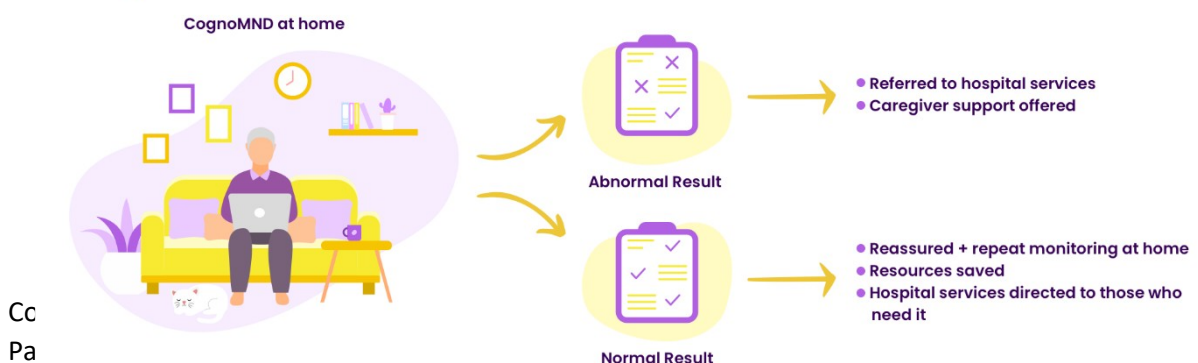 CognoMND at home
Referred to hospital services
Caregiver support offered
Abnormal Result
Reassured + repeat monitoring at home
Resources saved
Hospital services directed to those who
need it
Normal Result